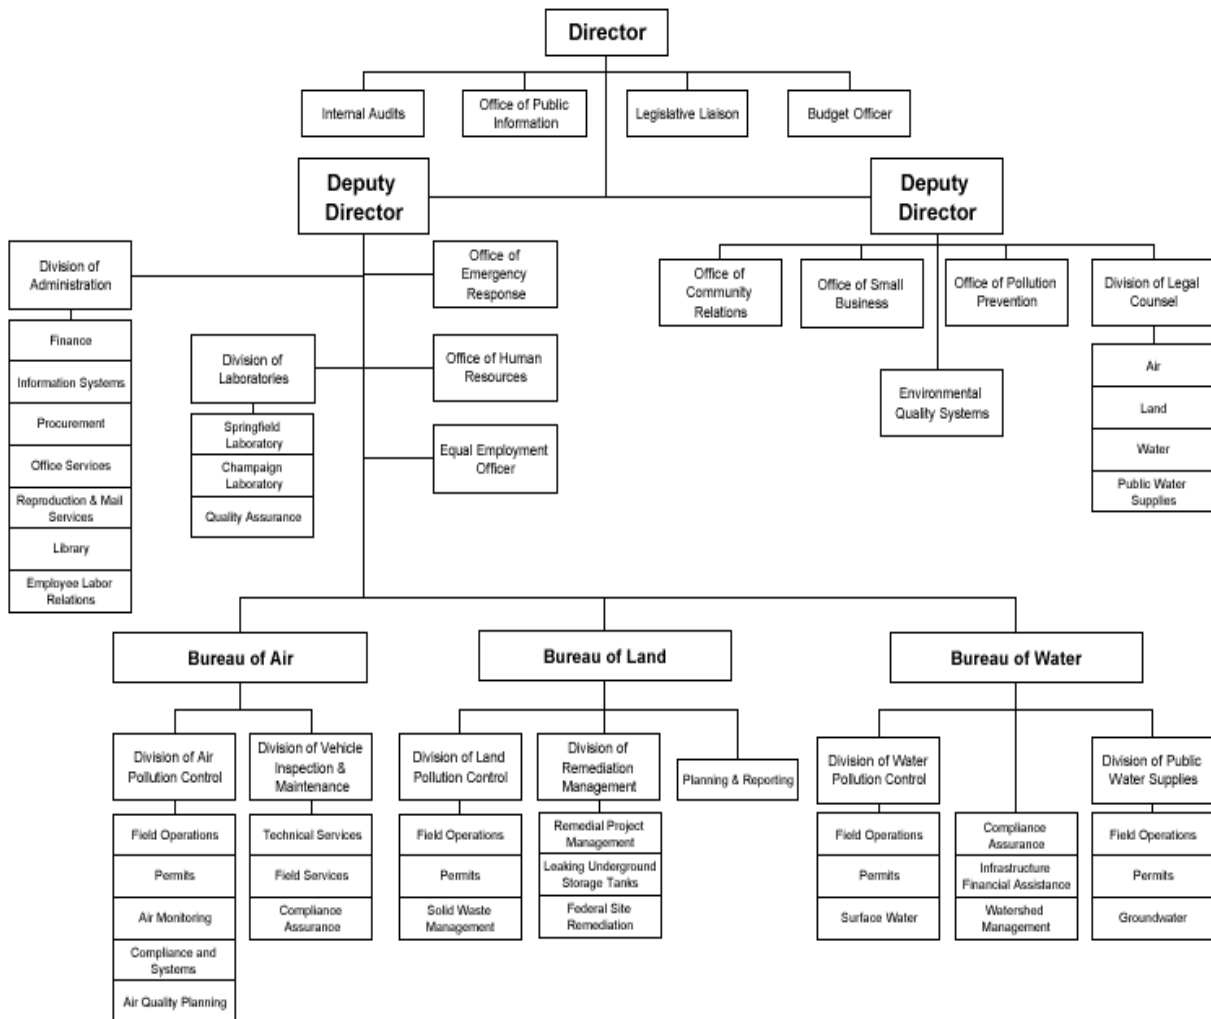 Director
Internal Audits
Office of Public
Information
Legislative Liaison
Budget Officer
Deputy
Director
Deputy
Director
Division of
Administration
Finance
Information Systems
Procurement
Office Services
Reproduction & Mail
Services
Library
Employee Labor
Relations
Office of
Emergency
Response
Division of
Laboratories
Springfield
Laboratory
Champaign
Laboratory
Quality Assurance
Office of Human
Resources
Equal Employment
Officer
Office of
Community
Relations
Office of Small
Business
Office of Pollution
Prevention
Division of Legal
Counsel
Air
Land
Water
Public Water
Supplies
Environmental
Quality Systems
Bureau of Air
Bureau of Land
Bureau of Water
Division of Air
Pollution Control
Field Operations
Permits
Air Monitoring
Compliance and
Systems
Air Quality Planning
Division of Vehicle
Inspection &
Maintenance
Technical Services
Field Services
Compliance
Assurance
Division of Land
Pollution Control
Field Operations
Permits
Solid Waste
Management
Division of
Remediation
Management
Remedial Project
Management
Leaking Underground
Storage Tanks
Federal Site
Remediation
Planning & Reporting
Division of Water
Pollution Control
Field Operations
Permits
Surface Water
Compliance
Assurance
Infrastructure
Financial Assistance
Watershed
Management
Division of Public
Water Supplies
Field Operations
Permits
Groundwater